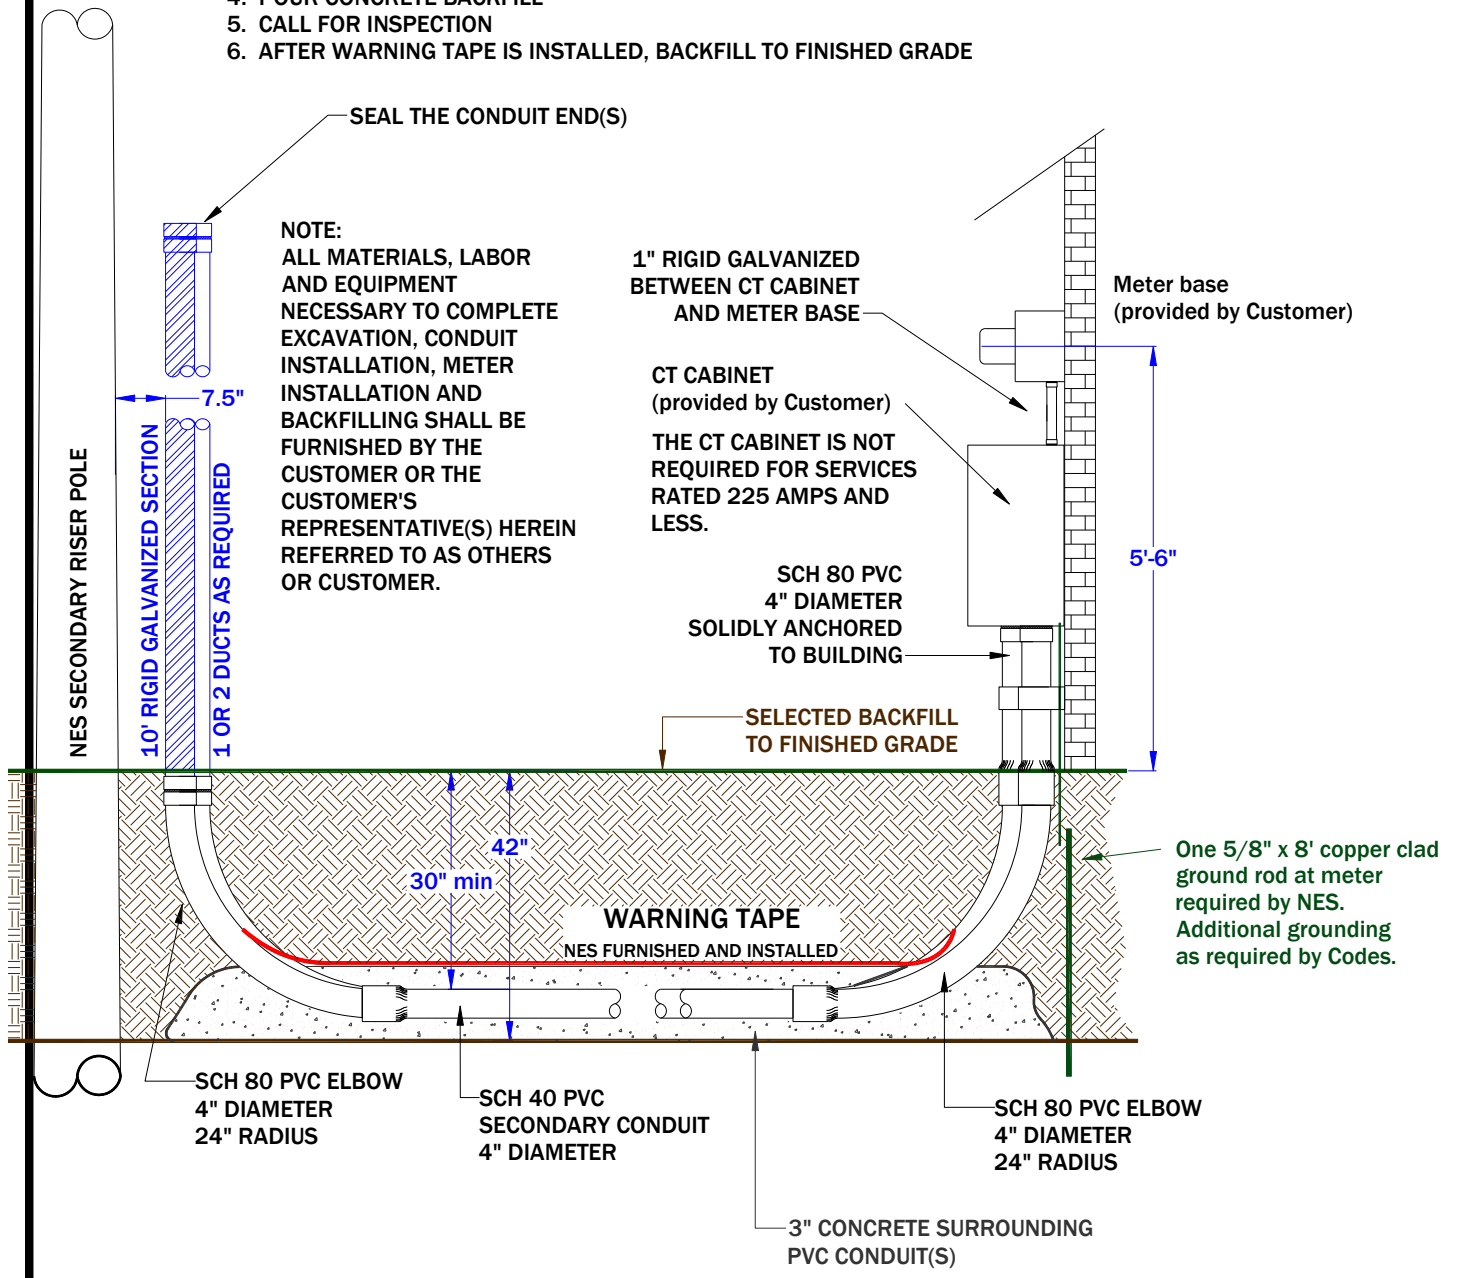 4. POUR CONCRETE BACKFILL
5. CALL FOR INSPECTION
6. AFTER WARNING TAPE IS INSTALLED, BACKFILL TO FINISHED GRADE
SEAL THE CONDUIT END(S)
NOTE:
ALL MATERIALS, LABOR
AND EQUIPMENT
NECESSARY TO COMPLETE
EXCAVATION, CONDUIT
INSTALLATION, METER
INSTALLATION AND
BACKFILLING SHALL BE
FURNISHED BY THE
CUSTOMER OR THE
CUSTOMER'S
REPRESENTATIVE(S) HEREIN
REFERRED TO AS OTHERS
OR CUSTOMER.
1" RIGID GALVANIZED
BETWEEN CT CABINET
AND METER BASE
Meter base
(provided by Customer)
CT CABINET
(provided by Customer)
THE CT CABINET IS NOT
REQUIRED FOR SERVICES
RATED 225 AMPS AND
LESS.
7.5"
NES SECONDARY RISER POLE
10' RIGID GALVANIZED SECTION
1 OR 2 DUCTS AS REQUIRED
5'-6"
SCH 80 PVC
4" DIAMETER
SOLIDLY ANCHORED
TO BUILDING
SELECTED BACKFILL
TO FINISHED GRADE
42"
30" min
WARNING TAPE
NES FURNISHED AND INSTALLED
One 5/8" x 8' copper clad
ground rod at meter
required by NES.
Additional grounding
as required by Codes.
SCH 80 PVC ELBOW
4" DIAMETER
24" RADIUS
SCH 40 PVC
SECONDARY CONDUIT
4" DIAMETER
SCH 80 PVC ELBOW
4" DIAMETER
24" RADIUS
3" CONCRETE SURROUNDING
PVC CONDUIT(S)